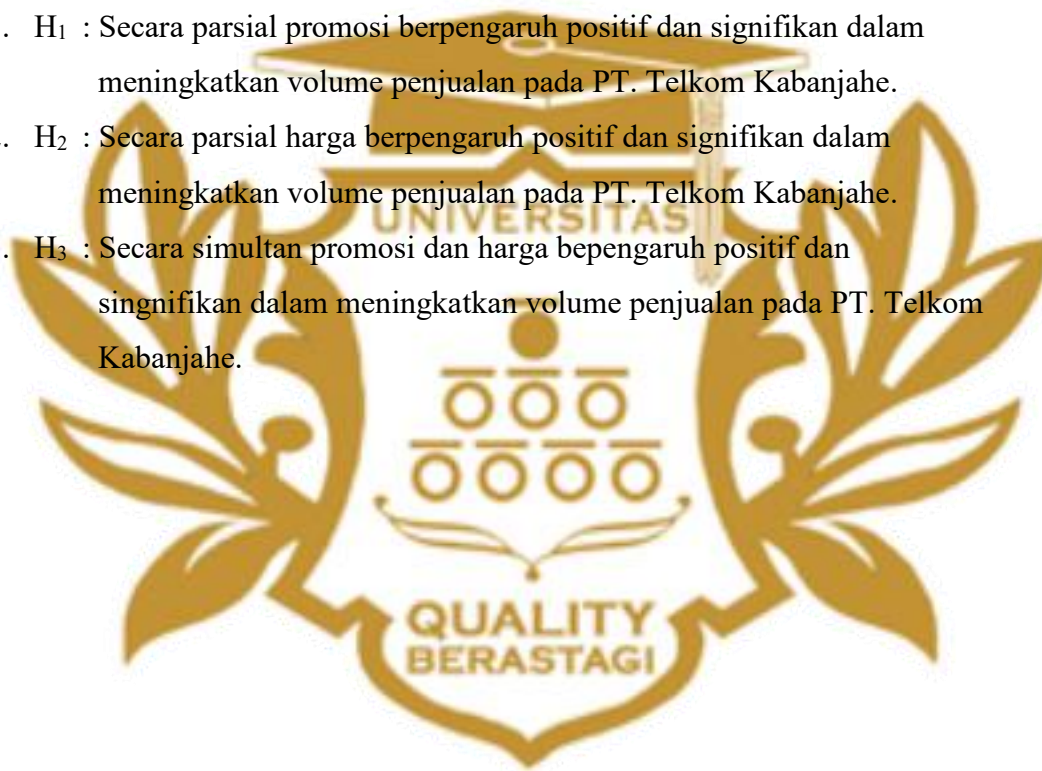 . H₁ : Secara parsial promosi berpengaruh positif dan signifikan dalam
meningkatkan volume penjualan pada PT. Telkom Kabanjahe.
. H₂ : Secara parsial harga berpengaruh positif dan signifikan dalam
meningkatkan volume penjualan pada PT. Telkom Kabanjahe.
UNIVERSITAS
. H₃ : Secara simultan promosi dan harga bepengaruh positif dan
singnifikan dalam meningkatkan volume penjualan pada PT. Telkom
Kabanjahe.
QUALITY
BERASTAGI